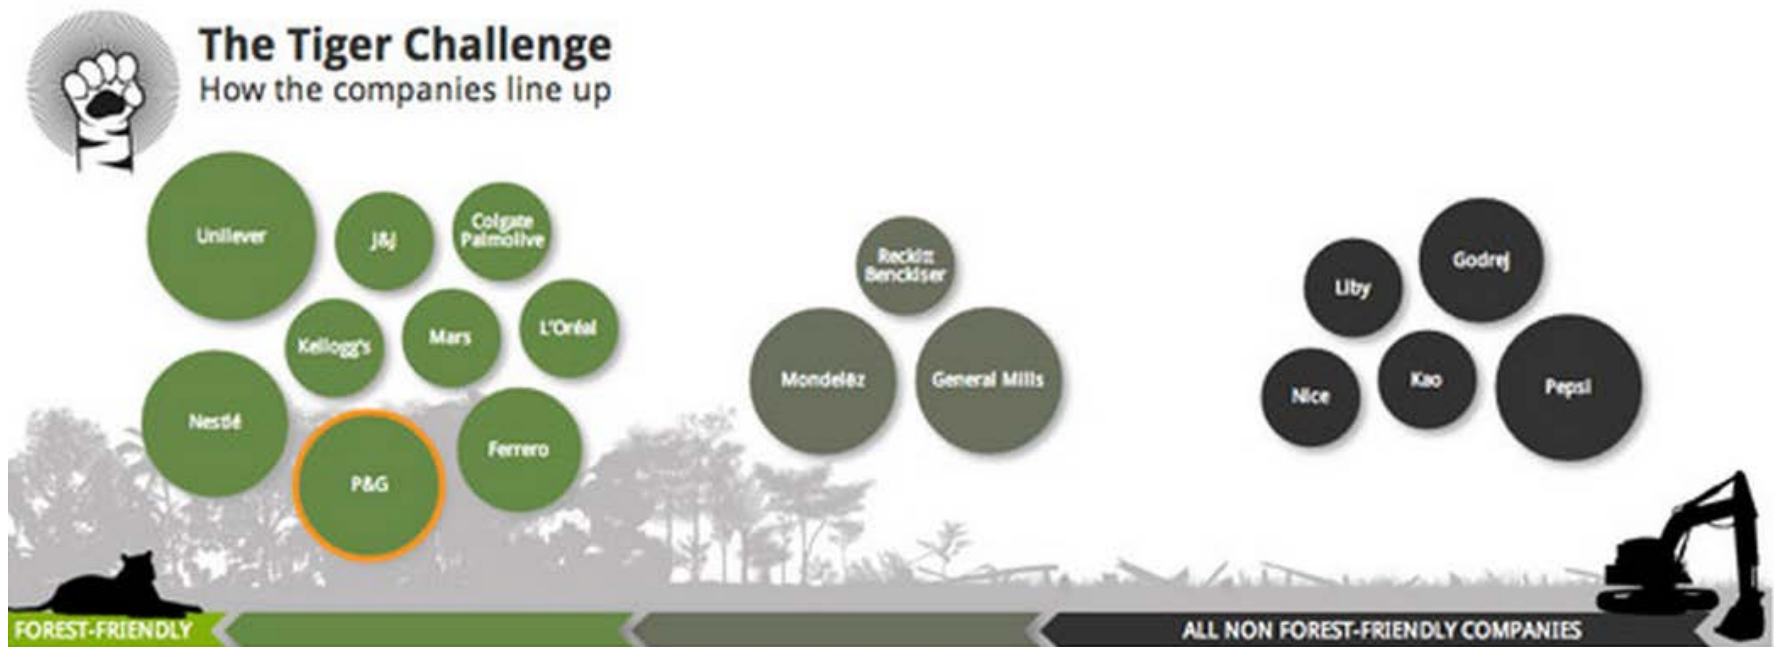 The Tiger Challenge
How the companies line up
Unilever
J&J
Colgate
Palmolive
Kellogg's
Mars
L'Oréal
Nestlé
P&G
Ferrero
Reckitt
Benckiser
Mondelēz
General Mills
Liby
Godrej
Nice
Kao
Pepsi
FOREST-FRIENDLY
ALL NON FOREST-FRIENDLY COMPANIES